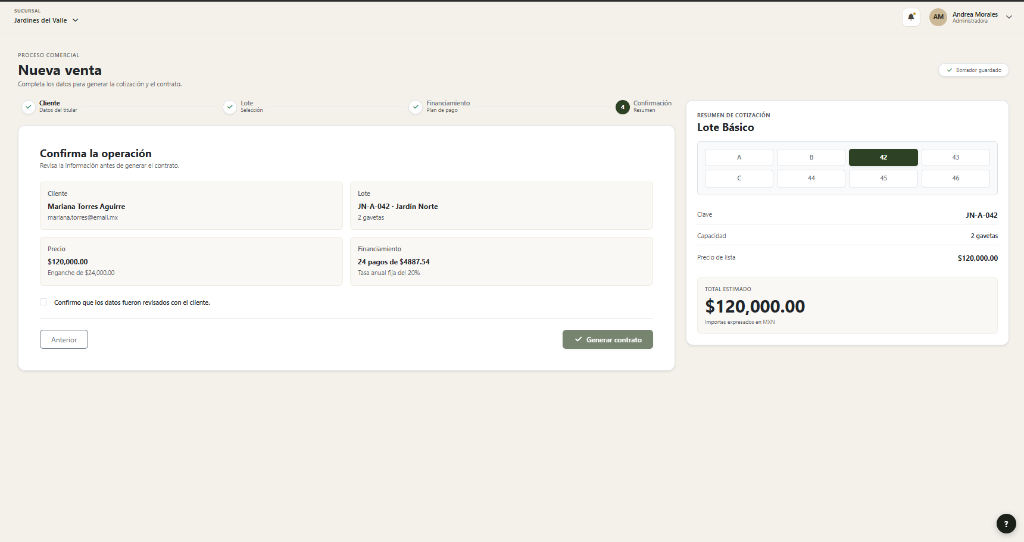 SUCURSAL
Jardines del Valle
AM
Andrea Morales
Administradora
PROCESO COMERCIAL
Nueva venta
Completa los datos para generar la cotización y el contrato.
Borrador guardado
Cliente
Datos del titular
Lote
Selección
Financiamiento
Plan de pago
4
Confirmación
Resumen
Confirma la operación
Revisa la información antes de generar el contrato.
Cliente
Mariana Torres Aguirre
mariana.torres@email.mx
Lote
JN-A-042 · Jardín Norte
2 gavetas
Precio
$120,000.00
Enganche de $24,000.00
Financiamiento
24 pagos de $4887.54
Tasa anual fija del 20%
Confirmo que los datos fueron revisados con el cliente.
Anterior
Generar contrato
RESUMEN DE COTIZACIÓN
Lote Básico
A B 42 43
C 44 45 46
Clave JN-A-042
Capacidad 2 gavetas
Precio de lista $120,000.00
TOTAL ESTIMADO
$120,000.00
Importes expresados en MXN
?